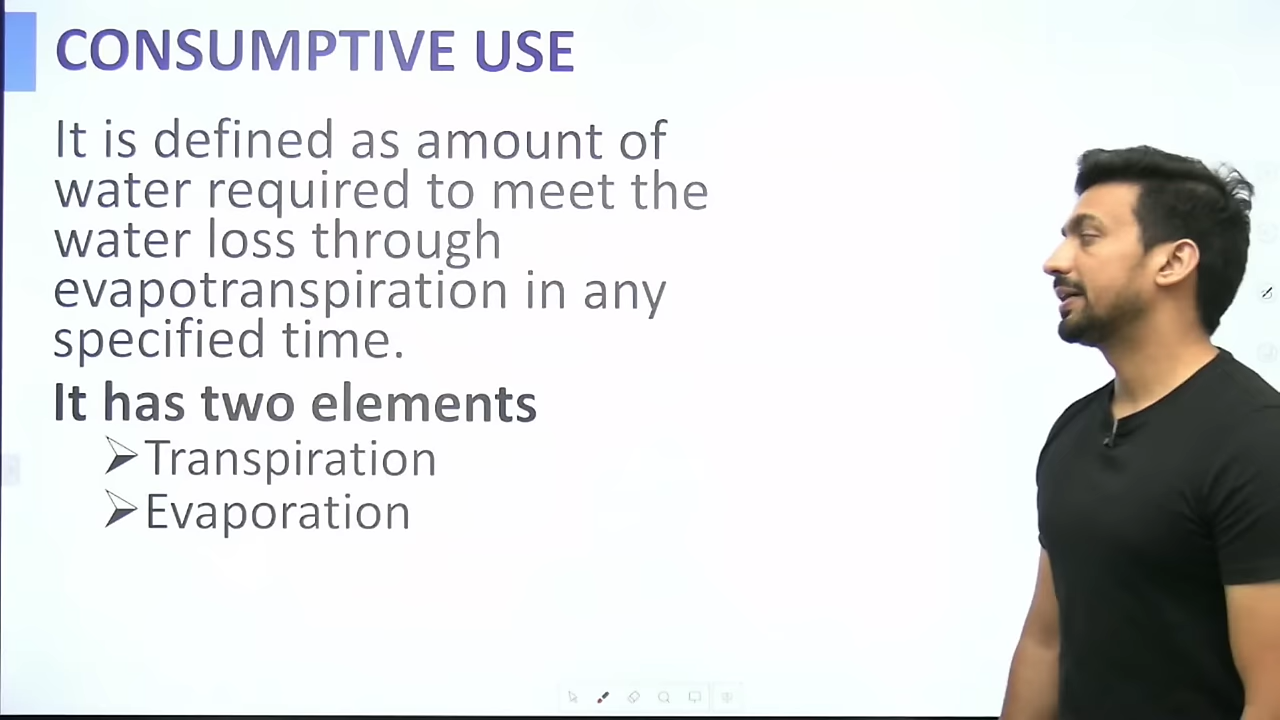 CONSUMPTIVE USE
It is defined as amount of
water required to meet the
water loss through
evapotranspiration in any
specified time.
It has two elements
Transpiration
Evaporation